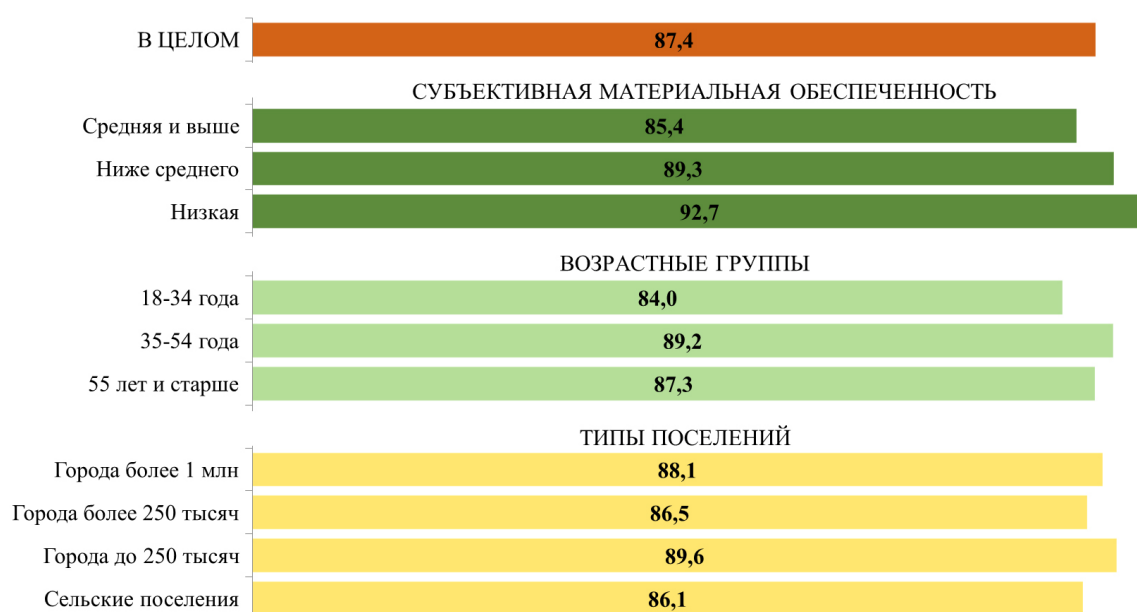 В ЦЕЛОМ 87,4
СУБЪЕКТИВНАЯ МАТЕРИАЛЬНАЯ ОБЕСПЕЧЕННОСТЬ
Средняя и выше 85,4
Ниже среднего 89,3
Низкая 92,7
ВОЗРАСТНЫЕ ГРУППЫ
18-34 года 84,0
35-54 года 89,2
55 лет и старше 87,3
ТИПЫ ПОСЕЛЕНИЙ
Города более 1 млн 88,1
Города более 250 тысяч 86,5
Города до 250 тысяч 89,6
Сельские поселения 86,1